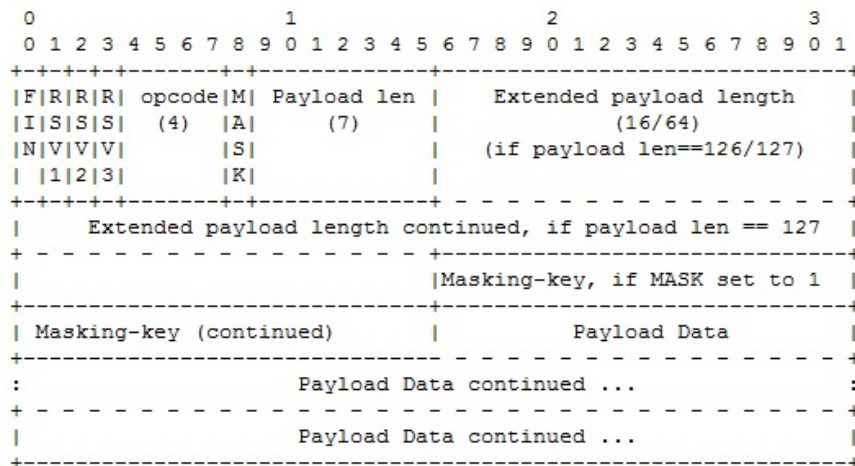 0                   1                   2                   3
 0 1 2 3 4 5 6 7 8 9 0 1 2 3 4 5 6 7 8 9 0 1 2 3 4 5 6 7 8 9 0 1
+-+-+-+-+-------+-+-------------+-------------------------------+
|F|R|R|R| opcode|M| Payload len |    Extended payload length    |
|I|S|S|S|  (4)  |A|     (7)     |             (16/64)           |
|N|V|V|V|       |S|             |   (if payload len==126/127)   |
| |1|2|3|       |K|             |                               |
+-+-+-+-+-------+-+-------------+ - - - - - - - - - - - - - - - +
|     Extended payload length continued, if payload len == 127  |
+ - - - - - - - - - - - - - - - +-------------------------------+
|                               |Masking-key, if MASK set to 1  |
+-------------------------------+-------------------------------+
| Masking-key (continued)       |          Payload Data         |
+-------------------------------- - - - - - - - - - - - - - - - +
:                     Payload Data continued ...                :
+ - - - - - - - - - - - - - - - - - - - - - - - - - - - - - - - +
|                     Payload Data continued ...                |
+---------------------------------------------------------------+